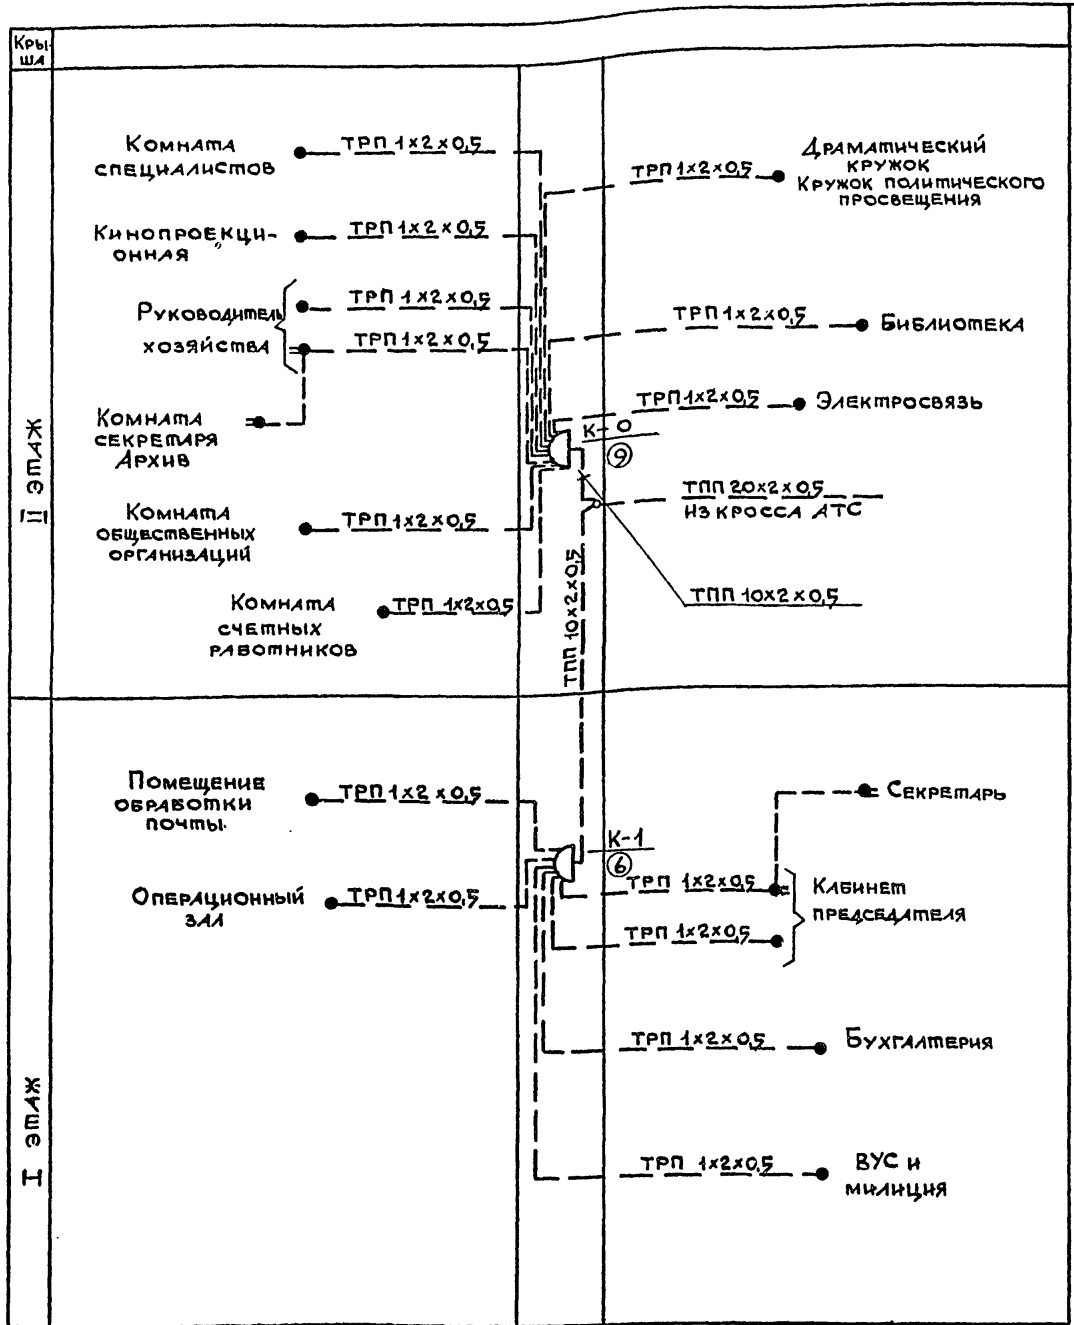 Кры-
ша
II этаж
Комната
специалистов
ТРП 1×2×0,5
Кинопроекци-
онная
ТРП 1×2×0,5
Руководитель
хозяйства
ТРП 1×2×0,5
ТРП 1×2×0,5
Комната
секретаря
Архив
Комната
общественных
организаций
ТРП 1×2×0,5
Комната
счетных
работников
ТРП 1×2×0,5
ТРП 1×2×0,5
Драматический
кружок
Кружок политического
просвещения
ТРП 1×2×0,5
Библиотека
ТРП 1×2×0,5
Электросвязь
К-0
9
ТПП 20×2×0,5
Из кросса АТС
ТПП 10×2×0,5
ТПП 10×2×0,5
I этаж
Помещение
обработки
почты
ТРП 1×2×0,5
Операционный
зал
ТРП 1×2×0,5
К-1
6
Секретарь
ТРП 1×2×0,5
Кабинет
председателя
ТРП 1×2×0,5
ТРП 1×2×0,5
Бухгалтерия
ТРП 1×2×0,5
ВУС и
милиция